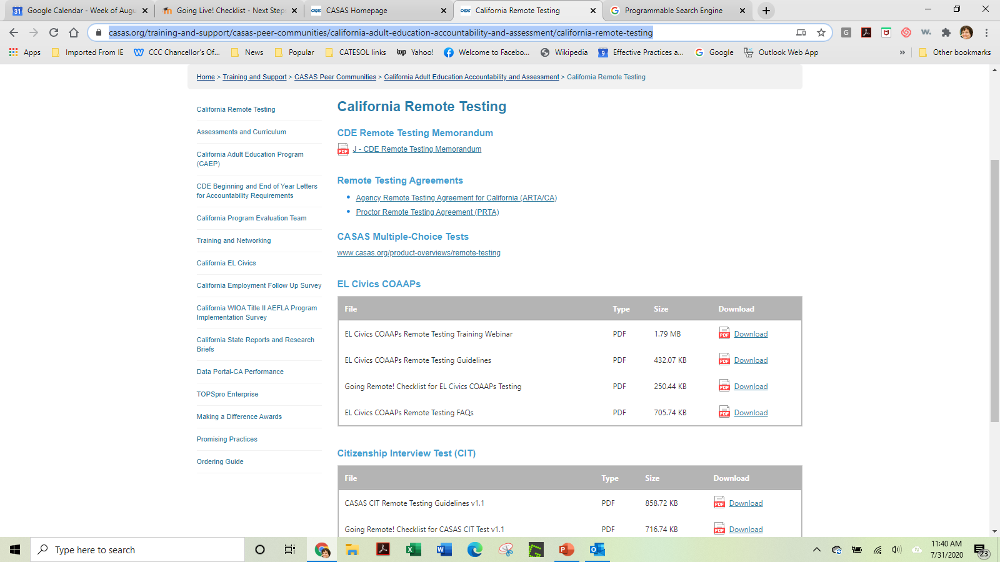 Google Calendar - Week of Augu
Going Live! Checklist - Next Step
CASAS Homepage
California Remote Testing
Programmable Search Engine
casas.org/training-and-support/casas-peer-communities/california-adult-education-accountability-and-assessment/california-remote-testing
Apps
Imported From IE
CCC Chancellor's Of...
News
Popular
CATESOL links
Yahoo!
Welcome to Facebo...
Wikipedia
Effective Practices a...
Google
Outlook Web App
»
Other bookmarks
Home > Training and Support > CASAS Peer Communities > California Adult Education Accountability and Assessment > California Remote Testing
California Remote Testing
Assessments and Curriculum
California Adult Education Program
(CAEP)
CDE Beginning and End of Year Letters
for Accountability Requirements
California Program Evaluation Team
Training and Networking
California EL Civics
California Employment Follow Up Survey
California WIOA Title II AEFLA Program
Implementation Survey
California State Reports and Research
Briefs
Data Portal-CA Performance
TOPSpro Enterprise
Making a Difference Awards
Promising Practices
Ordering Guide
California Remote Testing
CDE Remote Testing Memorandum
PDF J - CDE Remote Testing Memorandum
Remote Testing Agreements
• Agency Remote Testing Agreement for California (ARTA/CA)
• Proctor Remote Testing Agreement (PRTA)
CASAS Multiple-Choice Tests
www.casas.org/product-overviews/remote-testing
EL Civics COAAPs
File Type Size Download
EL Civics COAAPs Remote Testing Training Webinar PDF 1.79 MB PDF Download
EL Civics COAAPs Remote Testing Guidelines PDF 432.07 KB PDF Download
Going Remote! Checklist for EL Civics COAAPs Testing PDF 250.44 KB PDF Download
EL Civics COAAPs Remote Testing FAQs PDF 705.74 KB PDF Download
Citizenship Interview Test (CIT)
File Type Size Download
CASAS CIT Remote Testing Guidelines v1.1 PDF 858.72 KB PDF Download
Going Remote! Checklist for CASAS CIT Test v1.1 PDF 716.74 KB PDF Download
Type here to search
11:40 AM
7/31/2020
23